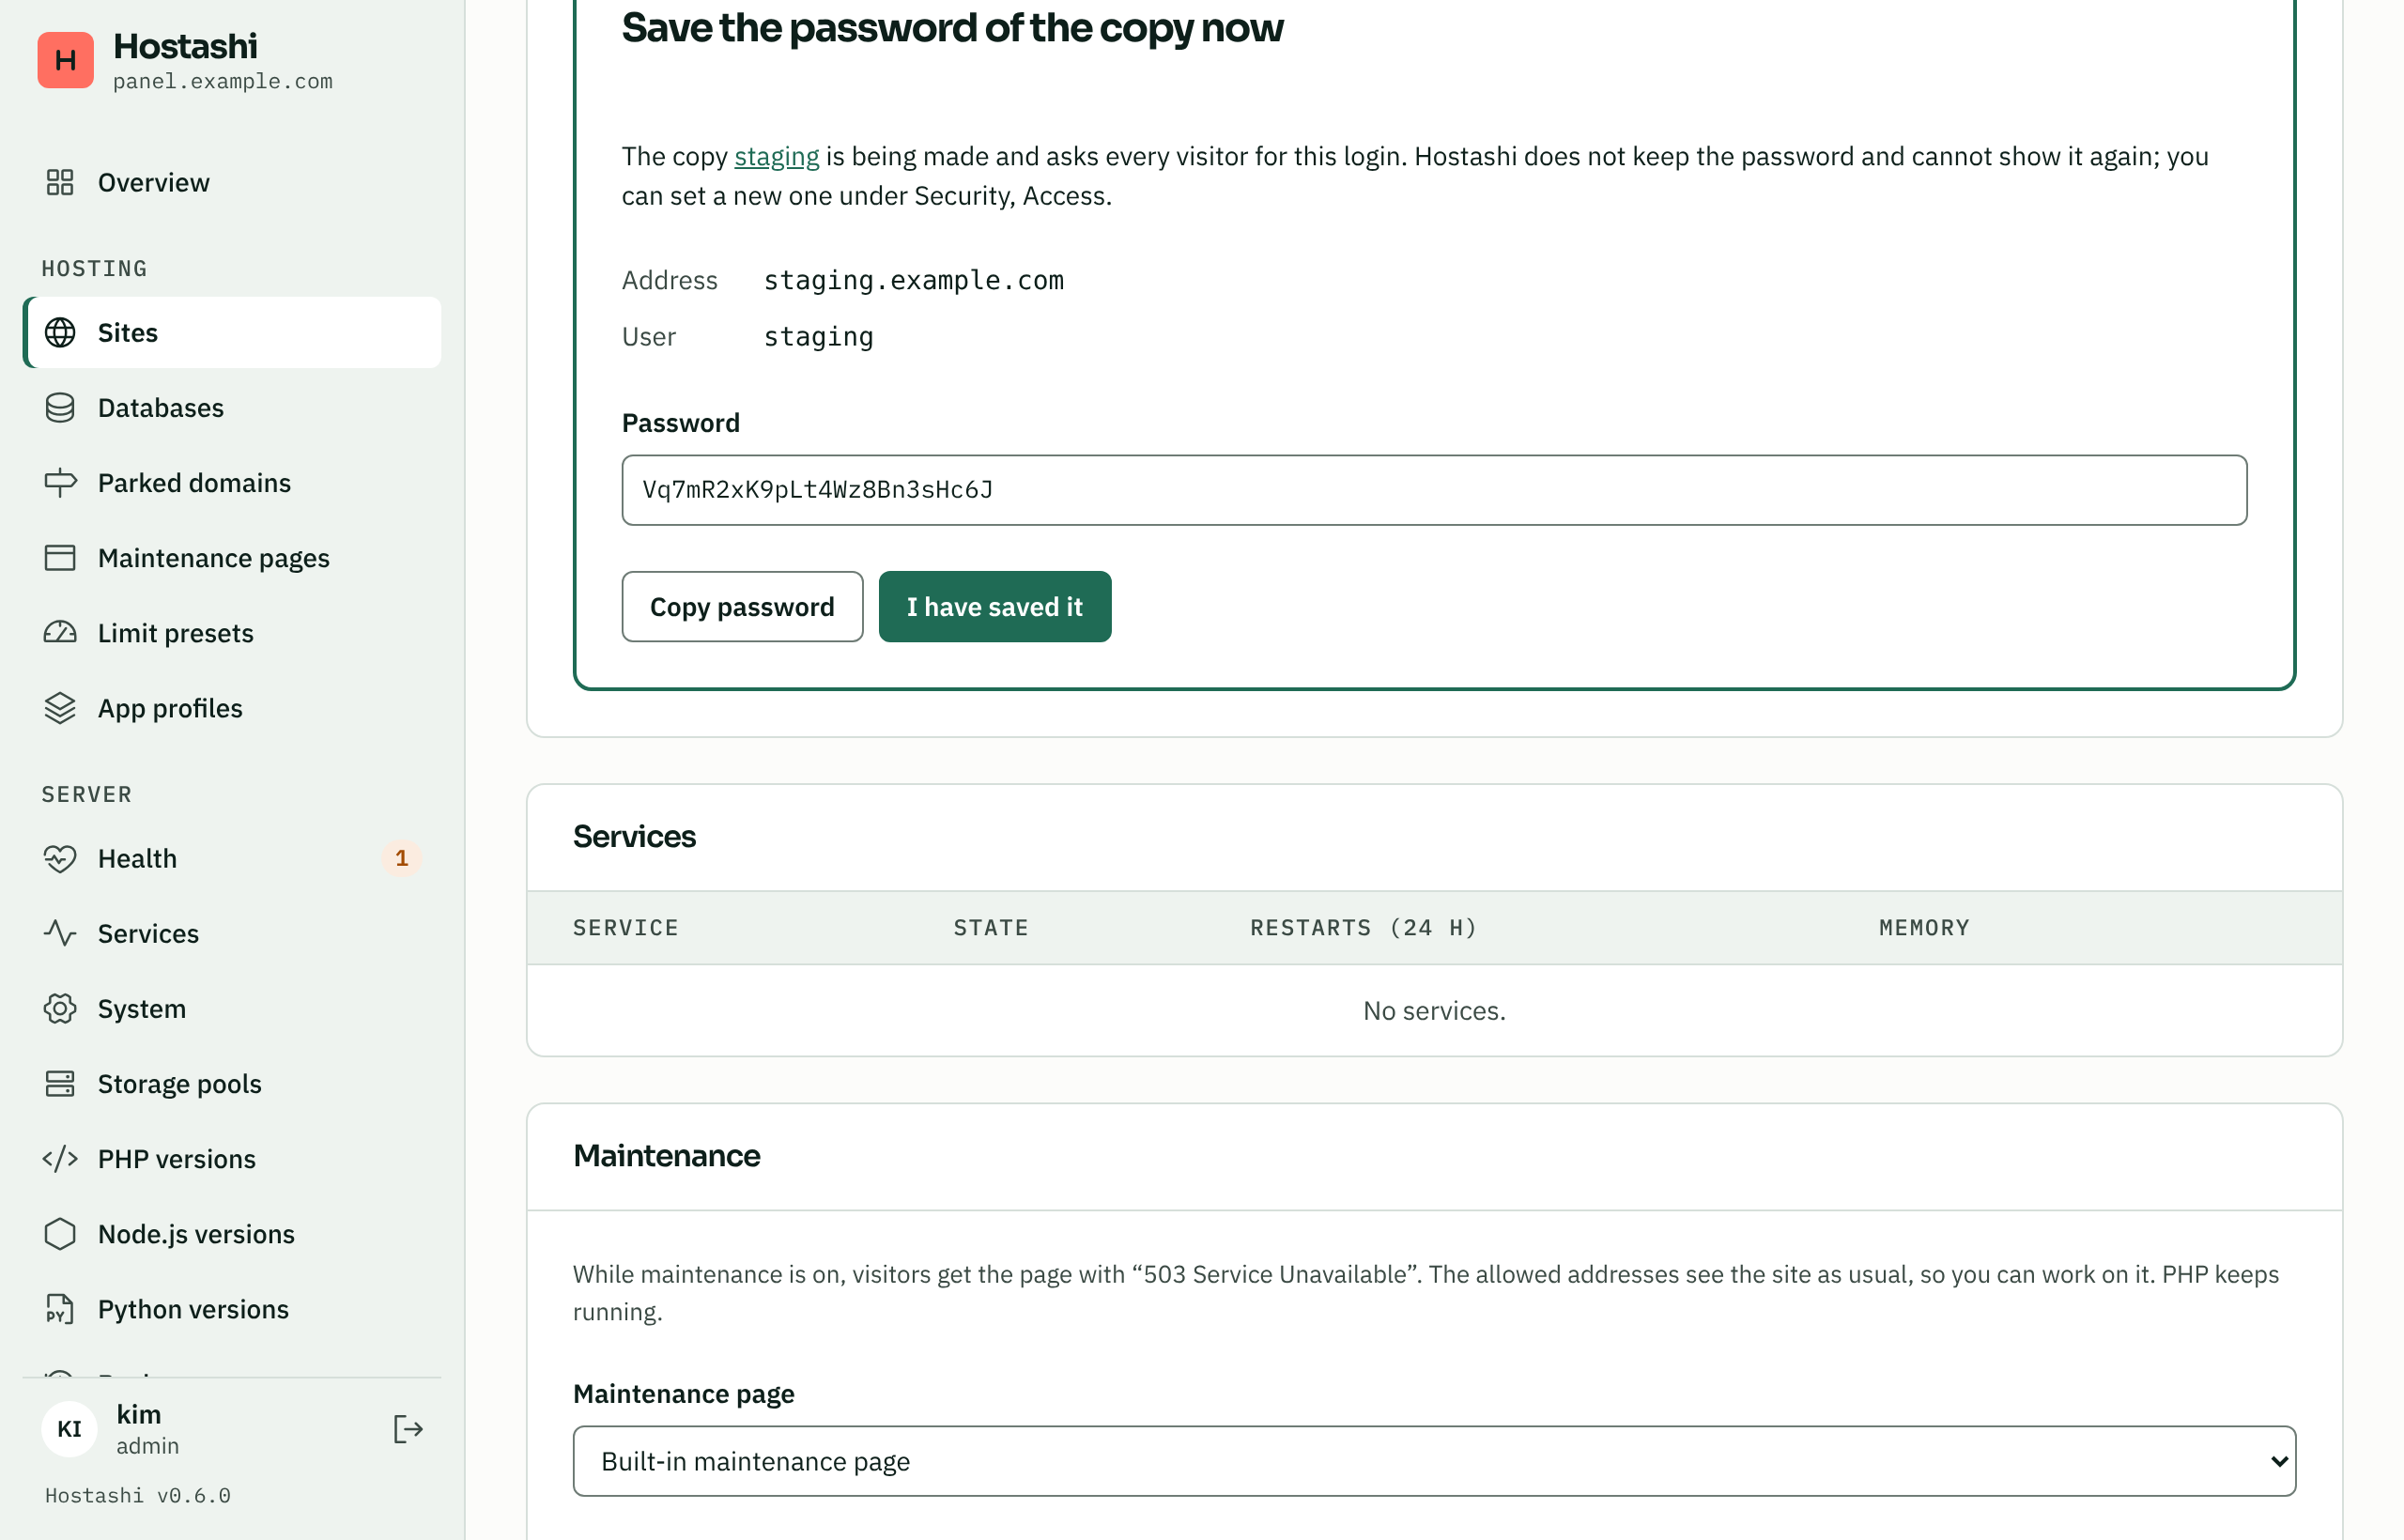 H
Hostashi
panel.example.com
Overview
HOSTING
Sites
Databases
Parked domains
Maintenance pages
Limit presets
App profiles
SERVER
Health 1
Services
System
Storage pools
PHP versions
Node.js versions
PY Python versions
KI kim
admin
Hostashi v0.6.0
Save the password of the copy now
The copy staging is being made and asks every visitor for this login. Hostashi does not keep the password and cannot show it again; you
can set a new one under Security, Access.
Address staging.example.com
User staging
Password
Vq7mR2xK9pLt4Wz8Bn3sHc6J
Copy password I have saved it
Services
SERVICE STATE RESTARTS (24 H) MEMORY
No services.
Maintenance
While maintenance is on, visitors get the page with “503 Service Unavailable”. The allowed addresses see the site as usual, so you can work on it. PHP keeps
running.
Maintenance page
Built-in maintenance page